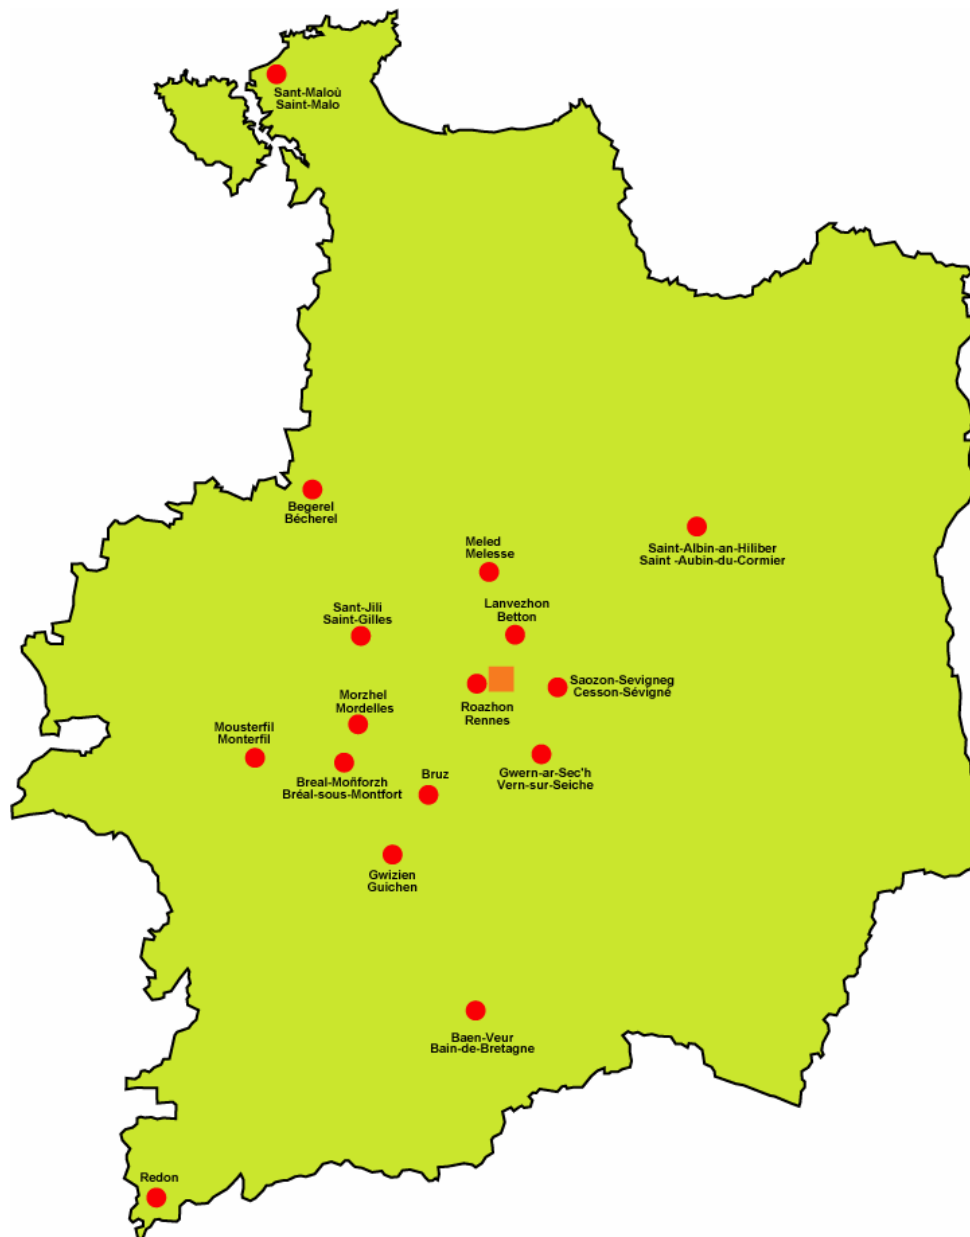 Sant-Maloù
Saint-Malo
Begerel
Bécherel
Saint-Albin-an-Hiliber
Saint -Aubin-du-Cormier
Meled
Melesse
Lanvezhon
Betton
Sant-Jili
Saint-Gilles
Saozon-Sevigneg
Cesson-Sévigné
Roazhon
Rennes
Morzhel
Mordelles
Mousterfil
Monterfil
Breal-Moñforzh
Bréal-sous-Montfort
Bruz
Gwern-ar-Sec'h
Vern-sur-Seiche
Gwizien
Guichen
Baen-Veur
Bain-de-Bretagne
Redon